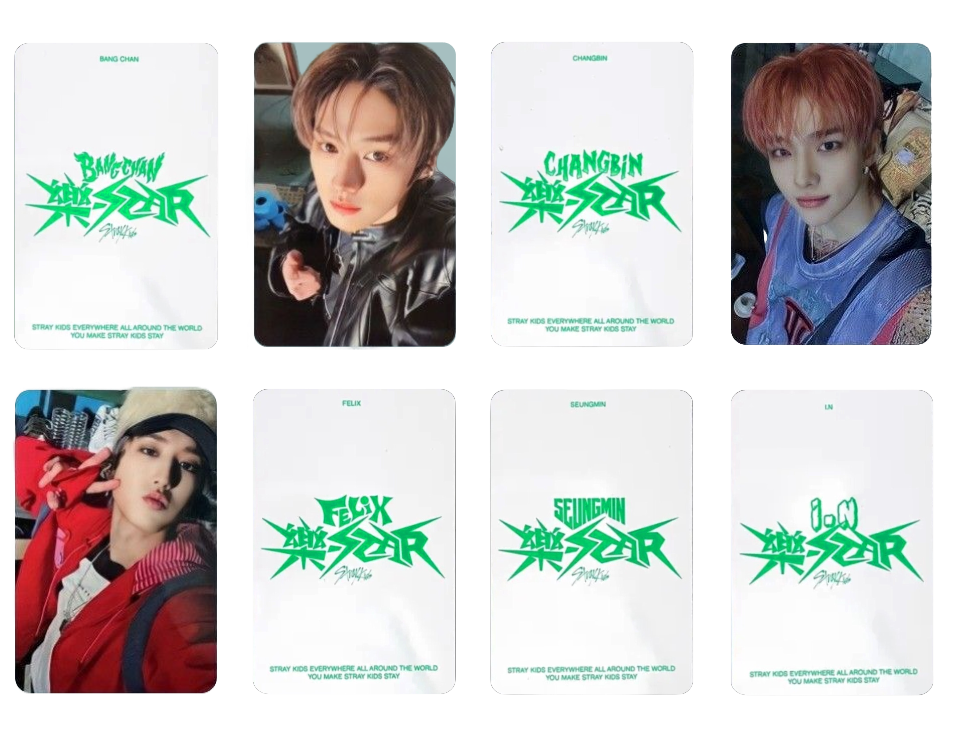 BANG CHAN
BANG CHAN
樂-STAR
Stray Kids
STRAY KIDS EVERYWHERE ALL AROUND THE WORLD
YOU MAKE STRAY KIDS STAY
CHANGBIN
CHANGBIN
樂-STAR
Stray Kids
STRAY KIDS EVERYWHERE ALL AROUND THE WORLD
YOU MAKE STRAY KIDS STAY
FELIX
FELiX
樂-STAR
Stray Kids
STRAY KIDS EVERYWHERE ALL AROUND THE WORLD
YOU MAKE STRAY KIDS STAY
SEUNGMIN
SEUNGMIN
樂-STAR
Stray Kids
STRAY KIDS EVERYWHERE ALL AROUND THE WORLD
YOU MAKE STRAY KIDS STAY
I.N
i.N
樂-STAR
Stray Kids
STRAY KIDS EVERYWHERE ALL AROUND THE WORLD
YOU MAKE STRAY KIDS STAY